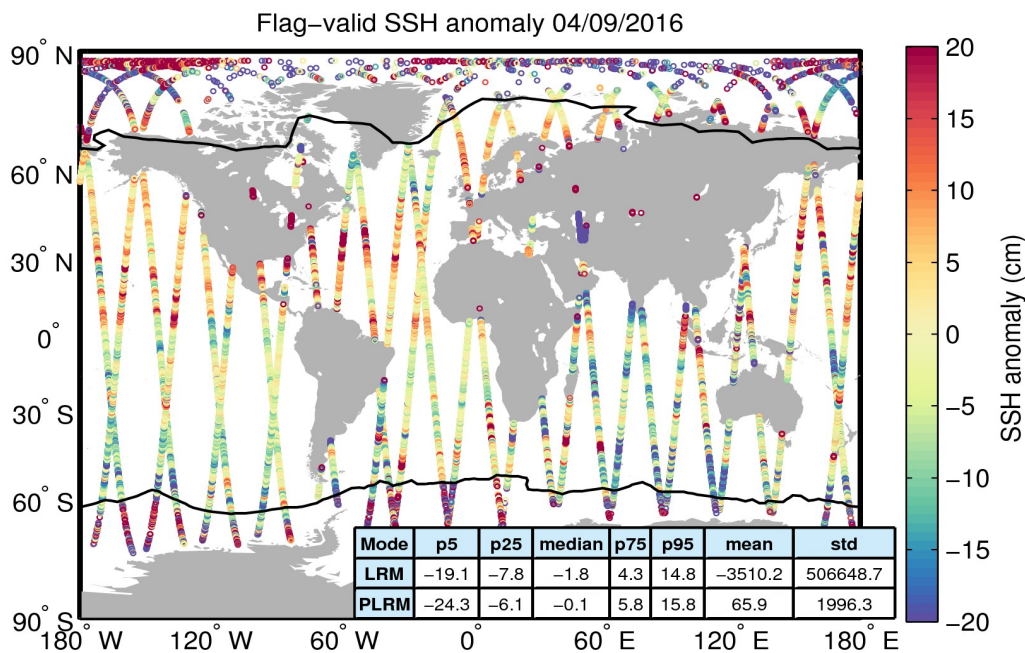 Flag−valid SSH anomaly 04/09/2016
90° N
60° N
30° N
0°
30° S
60° S
90° S
180° W 120° W 60° W 0° 60° E 120° E 180° E
20
15
10
5
0
−5
−10
−15
−20
SSH anomaly (cm)
Mode p5 p25 median p75 p95 mean std
LRM −19.1 −7.8 −1.8 4.3 14.8 −3510.2 506648.7
PLRM −24.3 −6.1 −0.1 5.8 15.8 65.9 1996.3